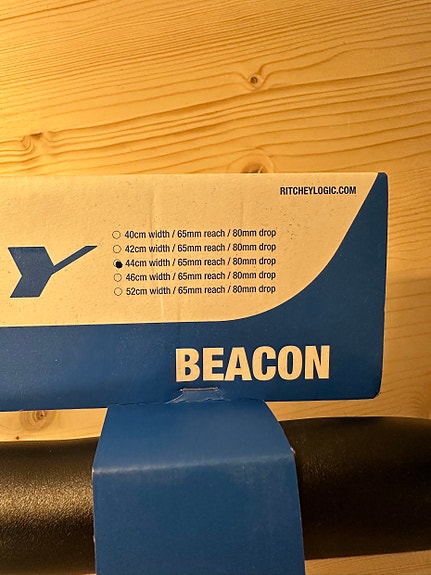 RITCHEYLOGIC.COM
40cm width / 65mm reach / 80mm drop
42cm width / 65mm reach / 80mm drop
44cm width / 65mm reach / 80mm drop
46cm width / 65mm reach / 80mm drop
52cm width / 65mm reach / 80mm drop
Y
BEACON